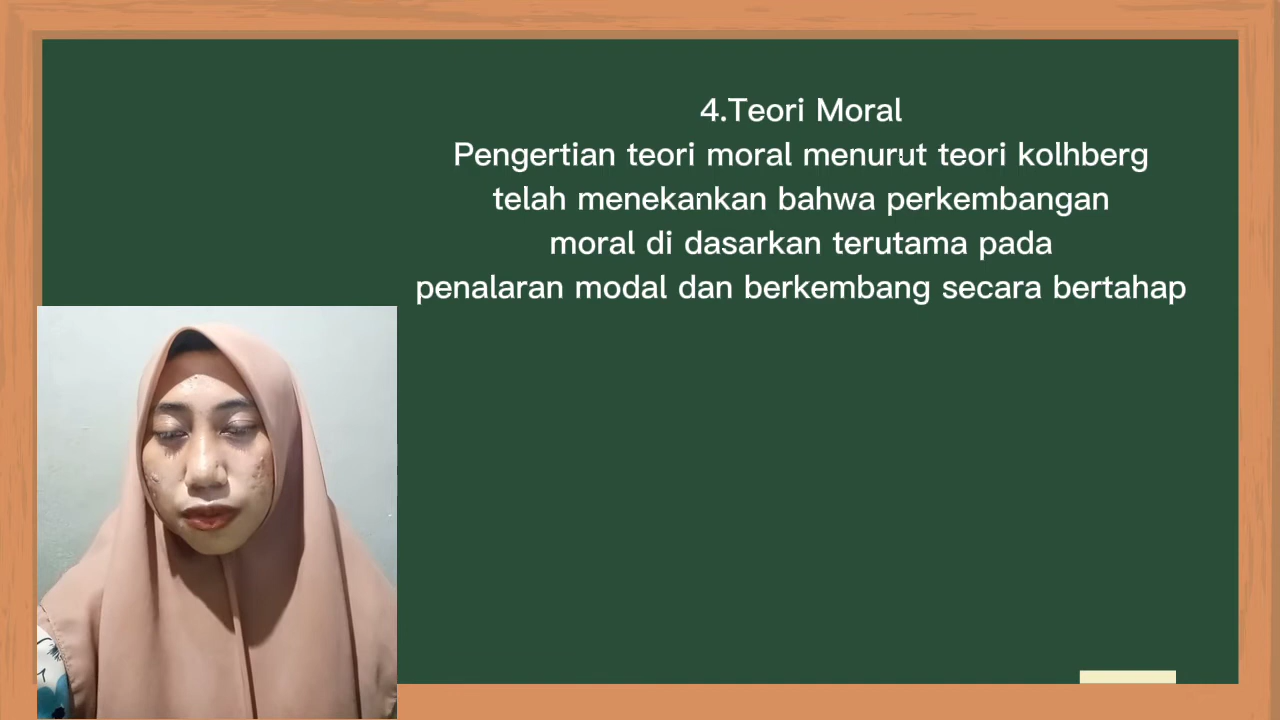 4.Teori Moral
Pengertian teori moral menurut teori kolhberg
telah menekankan bahwa perkembangan
moral di dasarkan terutama pada
penalaran modal dan berkembang secara bertahap